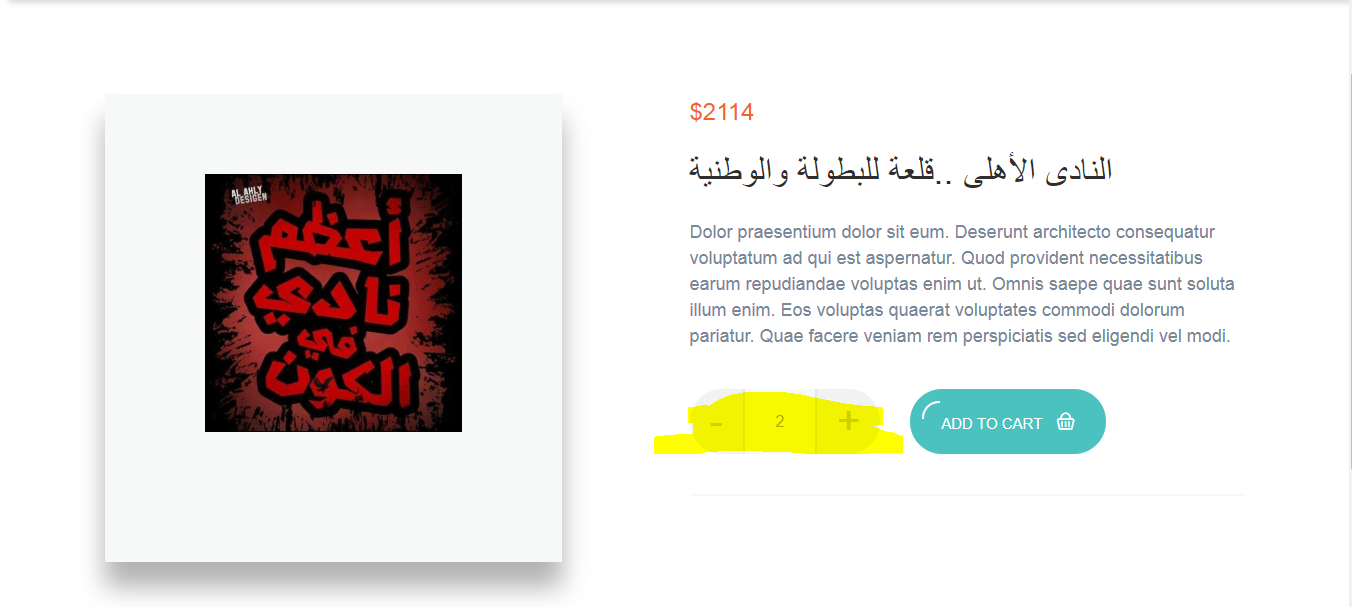 $2114
النادى الأهلى ..قلعة للبطولة والوطنية
AL AHLY
DESIGEN
أعظم
نادي
في
الكون
Dolor praesentium dolor sit eum. Deserunt architecto consequatur
voluptatum ad qui est aspernatur. Quod provident necessitatibus
earum repudiandae voluptas enim ut. Omnis saepe quae sunt soluta
illum enim. Eos voluptas quaerat voluptates commodi dolorum
pariatur. Quae facere veniam rem perspiciatis sed eligendi vel modi.
- 2 +
ADD TO CART